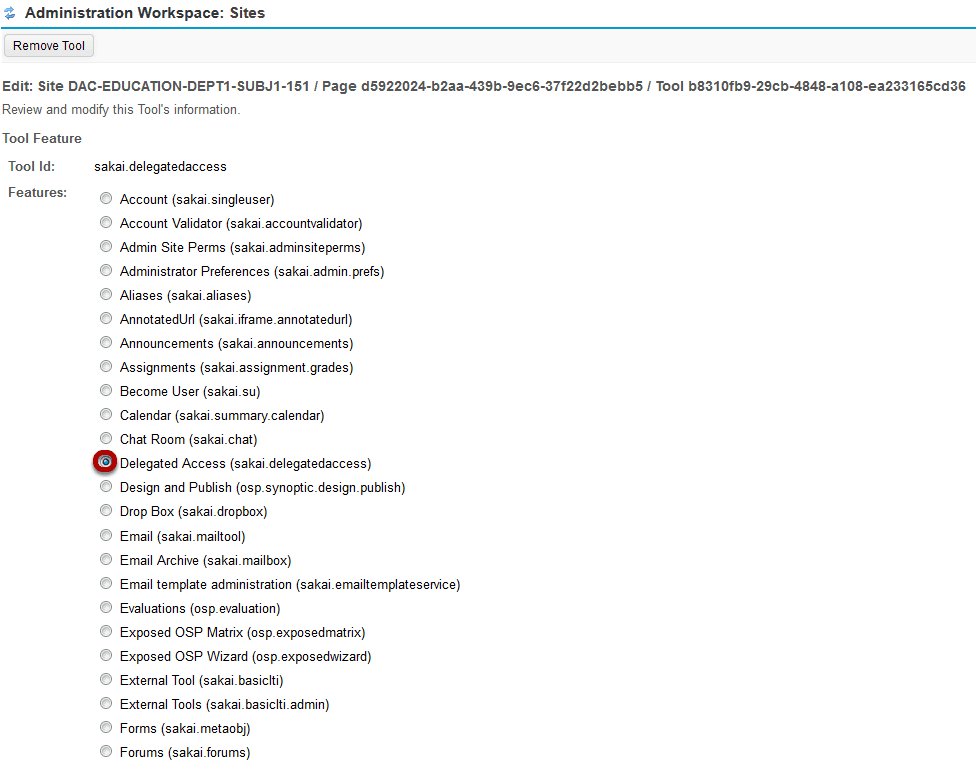 Administration Workspace: Sites
Remove Tool
Edit: Site DAC-EDUCATION-DEPT1-SUBJ1-151 / Page d5922024-b2aa-439b-9ec6-37f22d2bebb5 / Tool b8310fb9-29cb-4848-a108-ea233165cd36
Review and modify this Tool's information.
Tool Feature
Tool Id: sakai.delegatedaccess
Features:
Account (sakai.singleuser)
Account Validator (sakai.accountvalidator)
Admin Site Perms (sakai.adminsiteperms)
Administrator Preferences (sakai.admin.prefs)
Aliases (sakai.aliases)
AnnotatedUrl (sakai.iframe.annotatedurl)
Announcements (sakai.announcements)
Assignments (sakai.assignment.grades)
Become User (sakai.su)
Calendar (sakai.summary.calendar)
Chat Room (sakai.chat)
Delegated Access (sakai.delegatedaccess)
Design and Publish (osp.synoptic.design.publish)
Drop Box (sakai.dropbox)
Email (sakai.mailtool)
Email Archive (sakai.mailbox)
Email template administration (sakai.emailtemplateservice)
Evaluations (osp.evaluation)
Exposed OSP Matrix (osp.exposedmatrix)
Exposed OSP Wizard (osp.exposedwizard)
External Tool (sakai.basiclti)
External Tools (sakai.basiclti.admin)
Forms (sakai.metaobj)
Forums (sakai.forums)